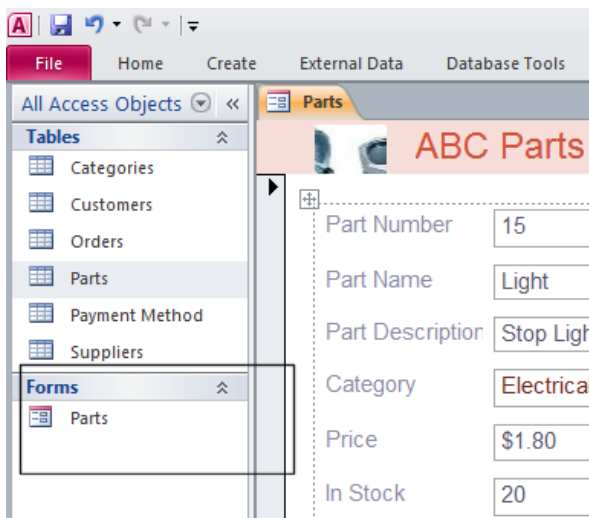 A
File Home Create External Data Database Tools
All Access Objects «
Tables
Categories
Customers
Orders
Parts
Payment Method
Suppliers
Forms
Parts
Parts
ABC Parts
Part Number 15
Part Name Light
Part Description Stop Ligh
Category Electrical
Price $1.80
In Stock 20